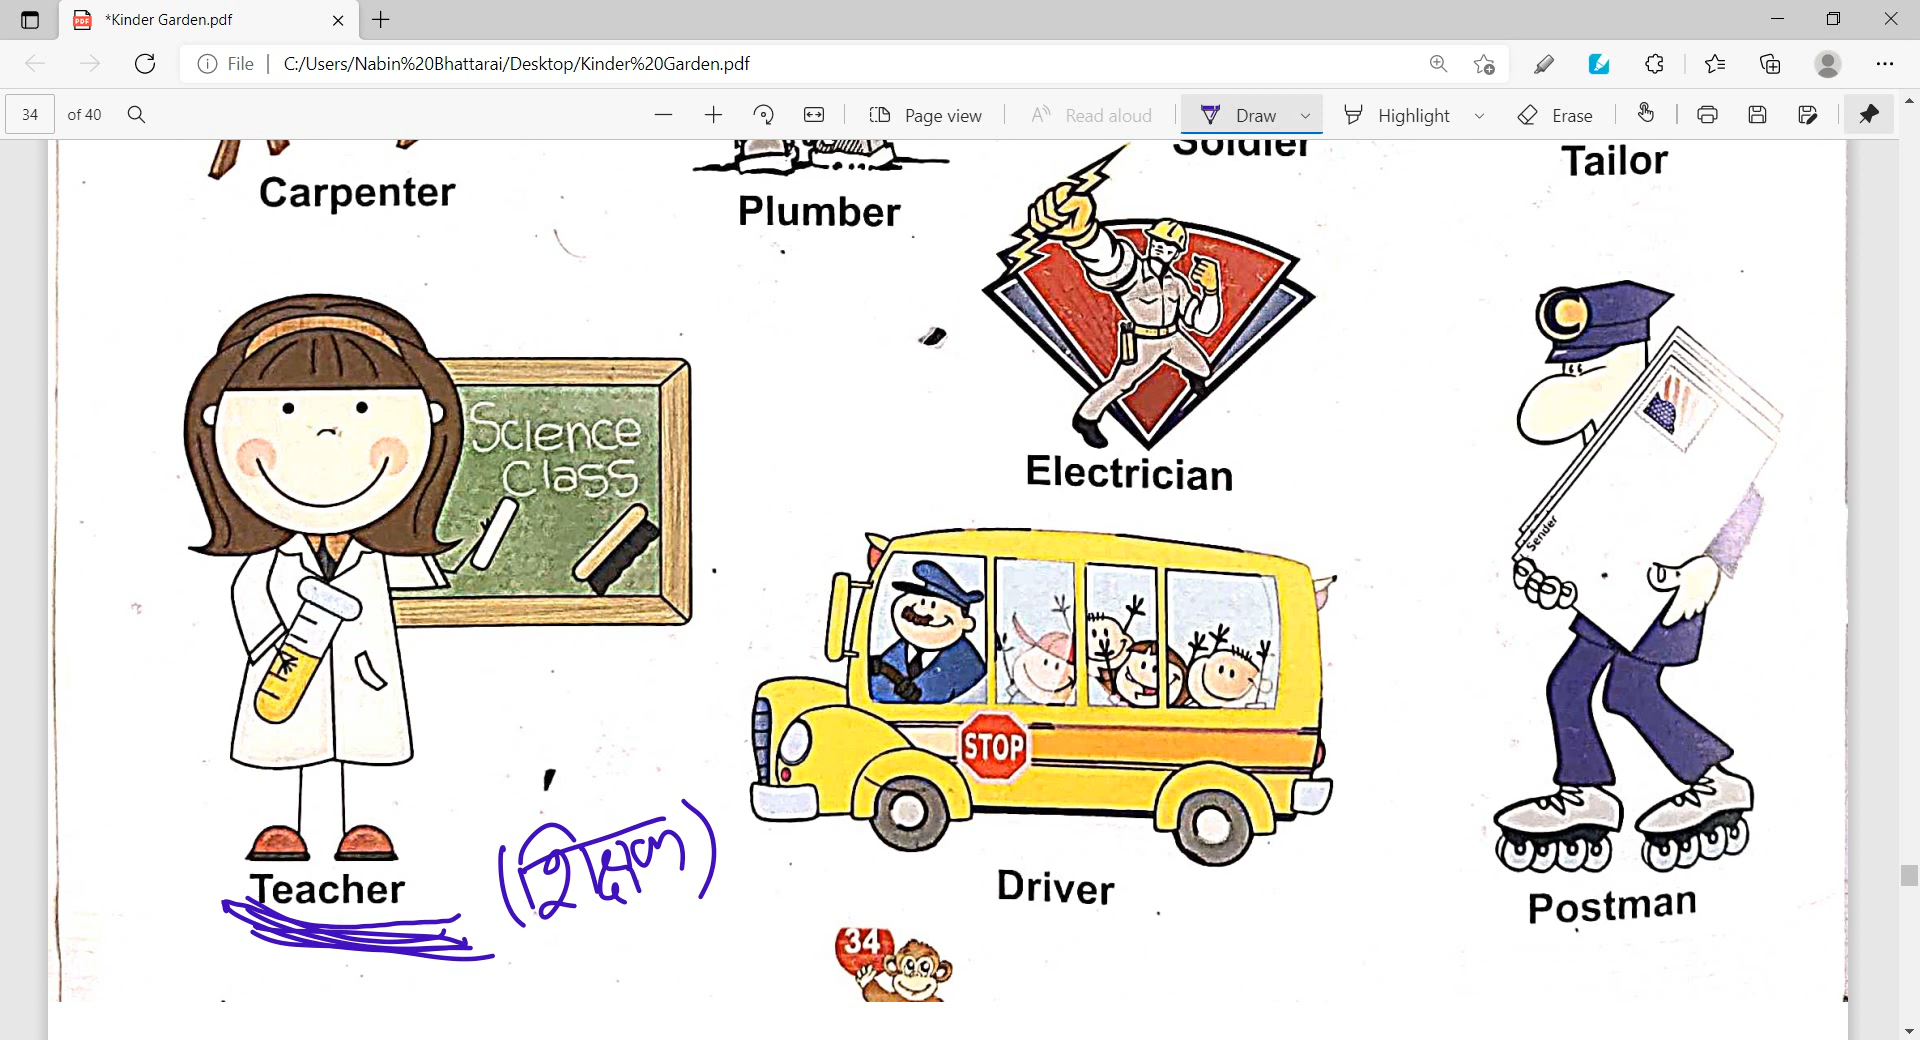 *Kinder Garden.pdf
File
C:/Users/Nabin%20Bhattarai/Desktop/Kinder%20Garden.pdf
34 of 40
Page view
Read aloud
Draw
Highlight
Erase
Carpenter
Plumber
Soldier
Tailor
Science
Class
Electrician
Sender
STOP
Teacher
(शिक्षक)
Driver
Postman
34